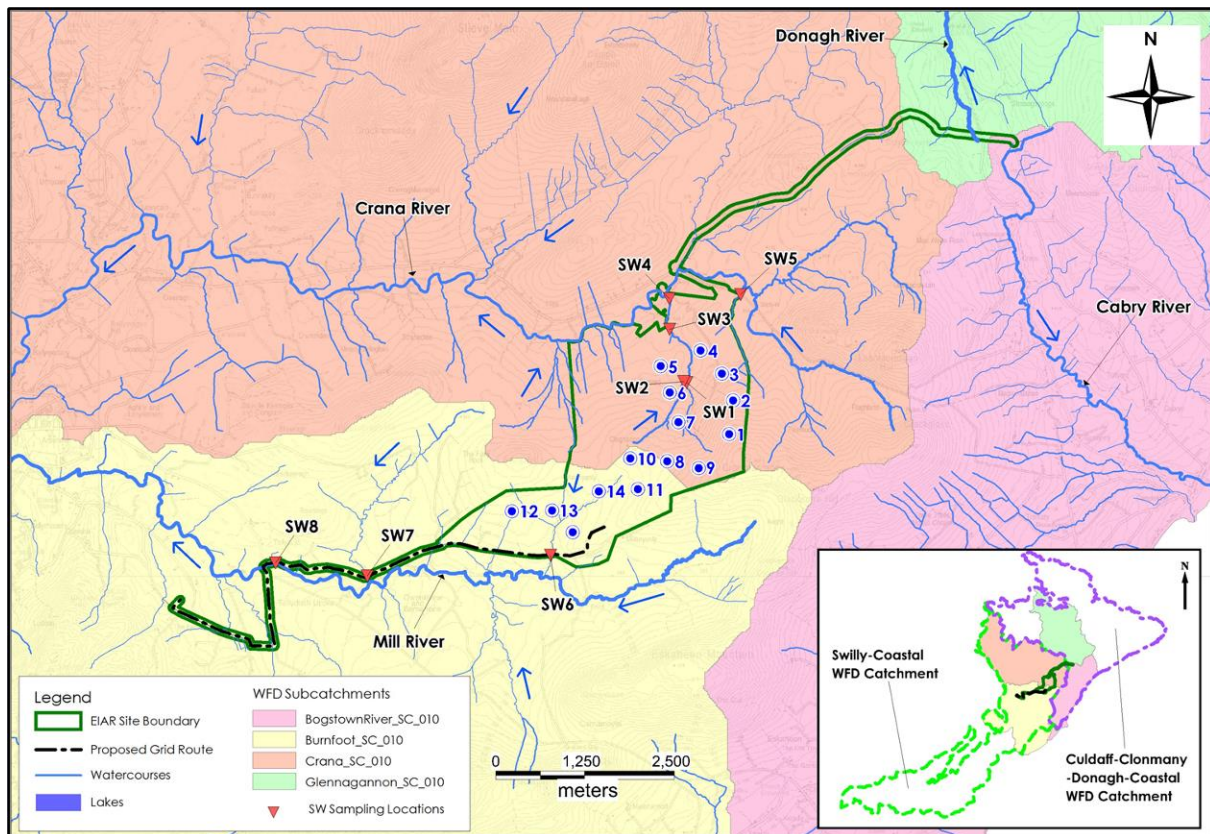 Donagh River
N
Crana River
SW5
SW4
Cabry River
SW3
4
5
3
SW2
6
2
SW1
7
1
10
8
9
14
11
12
13
SW8
SW7
SW6
Mill River
Legend
EIAR Site Boundary
Proposed Grid Route
Watercourses
Lakes
WFD Subcatchments
BogstownRiver_SC_010
Burnfoot_SC_010
Crana_SC_010
Glennagannon_SC_010
SW Sampling Locations
0 1,250 2,500
meters
N
Swilly-Coastal
WFD Catchment
Culdaff-Clonmany
-Donagh-Coastal
WFD Catchment